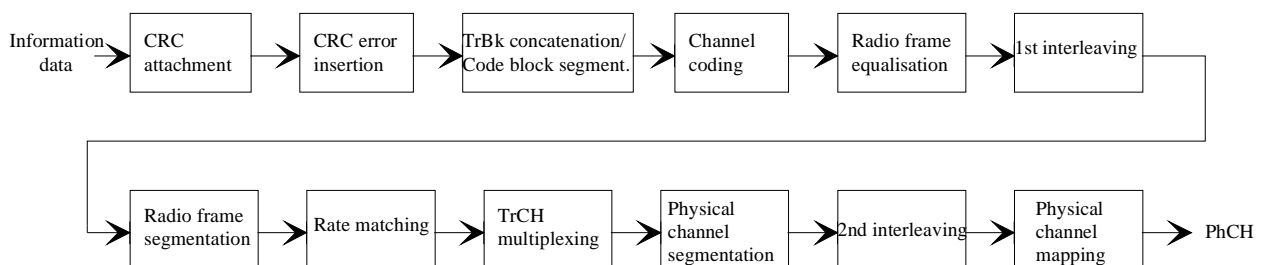 Information
data
CRC
attachment
CRC error
insertion
TrBk concatenation/
Code block segment.
Channel
coding
Radio frame
equalisation
1st interleaving
Radio frame
segmentation
Rate matching
TrCH
multiplexing
Physical
channel
segmentation
2nd interleaving
Physical
channel
mapping
PhCH